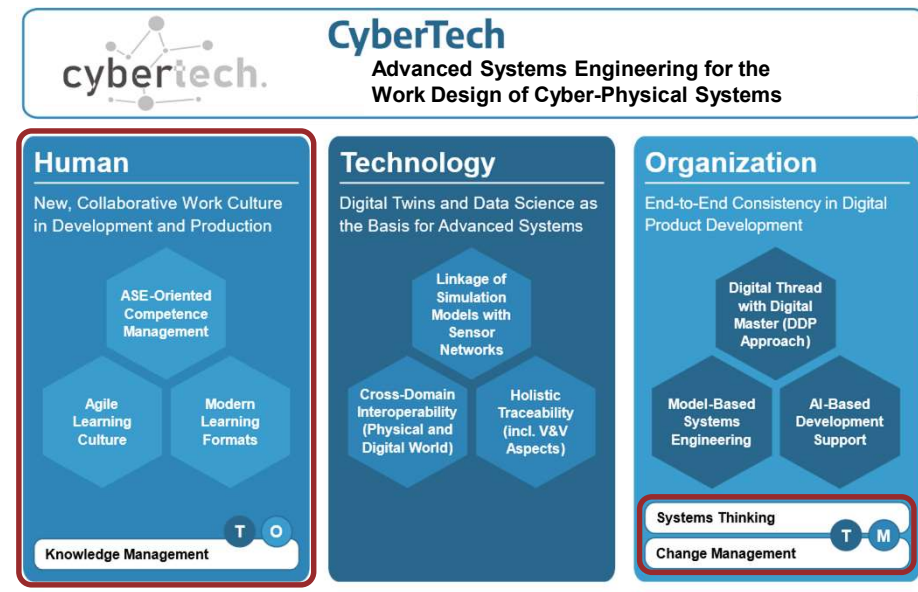 cybertech.
CyberTech
Advanced Systems Engineering for the
Work Design of Cyber-Physical Systems
Human
New, Collaborative Work Culture
in Development and Production
ASE-Oriented
Competence
Management
Agile
Learning
Culture
Modern
Learning
Formats
T O
Knowledge Management
Technology
Digital Twins and Data Science as
the Basis for Advanced Systems
Linkage of
Simulation
Models with
Sensor
Networks
Cross-Domain
Interoperability
(Physical and
Digital World)
Holistic
Traceability
(incl. V&V
Aspects)
Organization
End-to-End Consistency in Digital
Product Development
Digital Thread
with Digital
Master (DDP
Approach)
Model-Based
Systems
Engineering
AI-Based
Development
Support
Systems Thinking
T M
Change Management